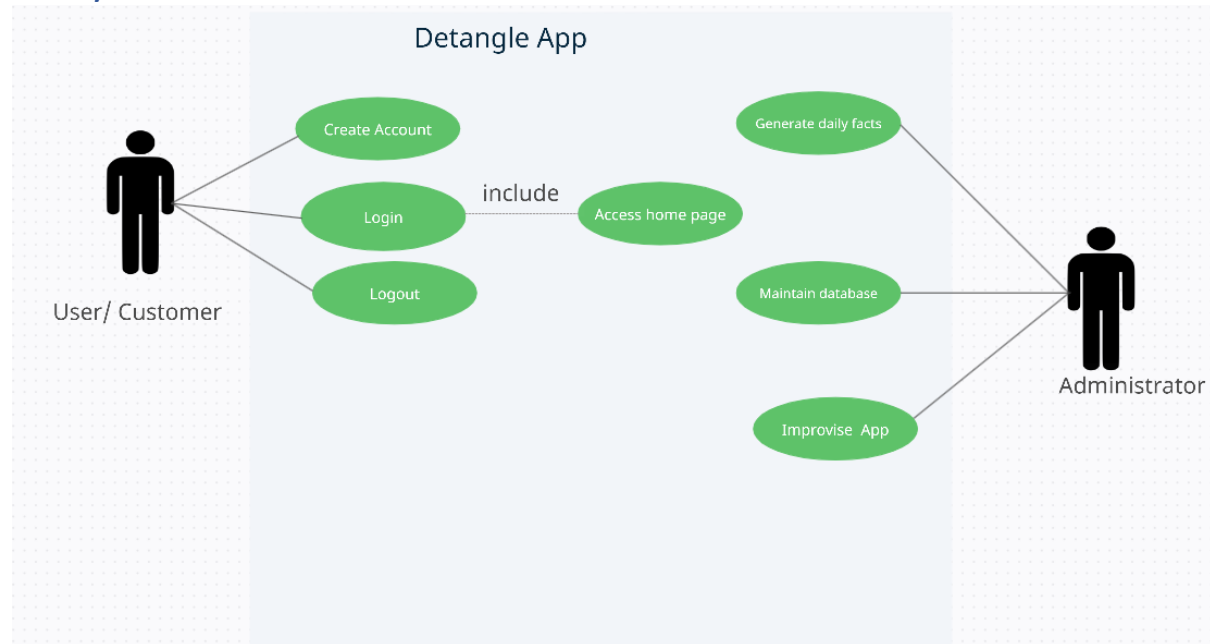 Detangle App
Create Account
Generate daily facts
include
Login
Access home page
Logout
Maintain database
User/ Customer
Administrator
Improvise App